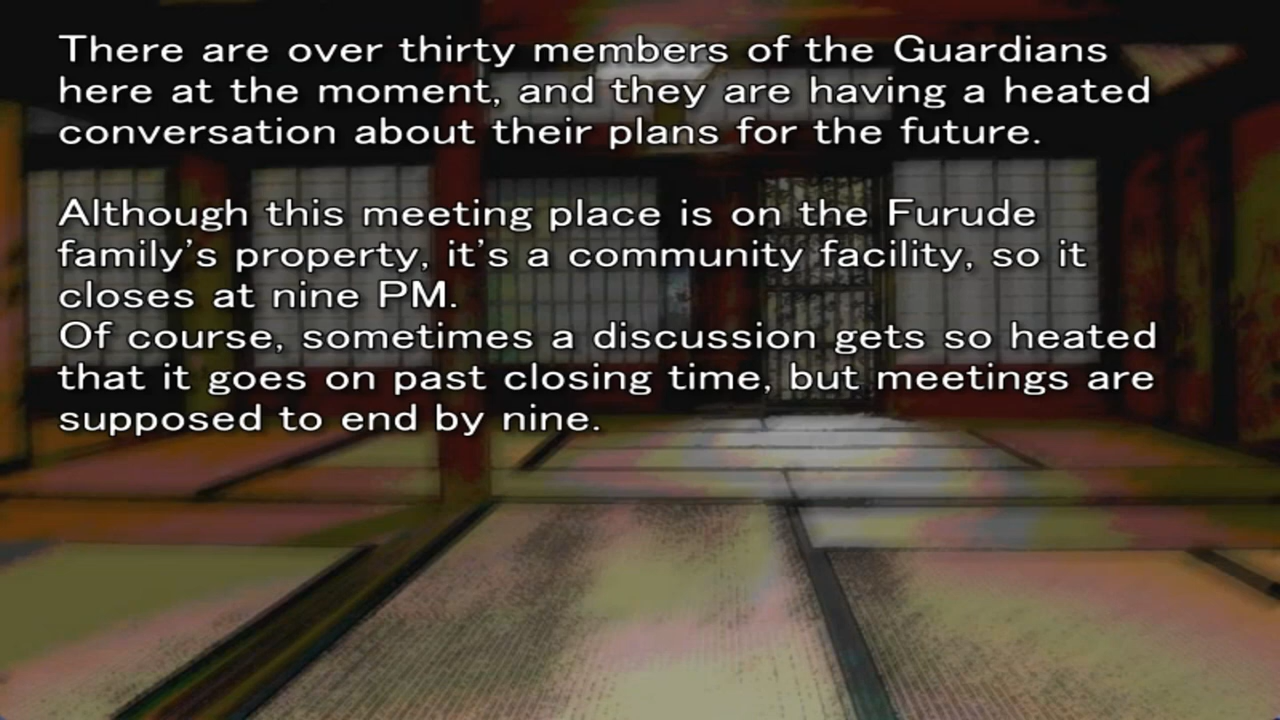 There are over thirty members of the Guardians
here at the moment, and they are having a heated
conversation about their plans for the future.
Although this meeting place is on the Furude
family's property, it's a community facility, so it
closes at nine PM.
Of course, sometimes a discussion gets so heated
that it goes on past closing time, but meetings are
supposed to end by nine.